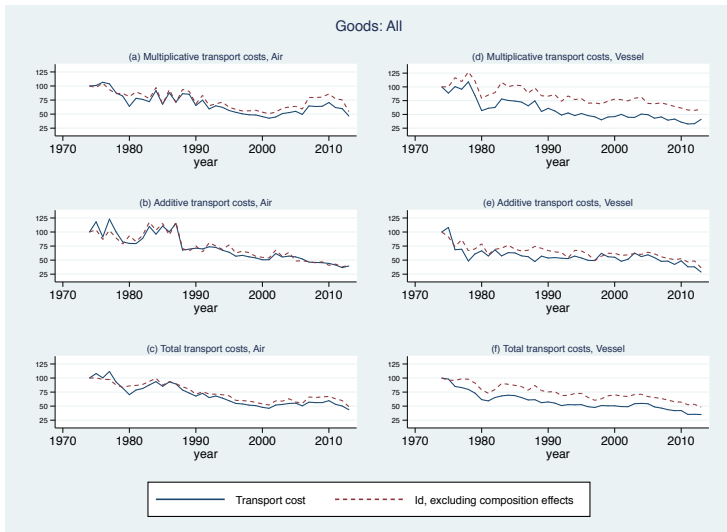 Goods: All
(a) Multiplicative transport costs, Air
125
100
75
50
25
1970 1980 1990 2000 2010
year
(d) Multiplicative transport costs, Vessel
125
100
75
50
25
1970 1980 1990 2000 2010
year
(b) Additive transport costs, Air
125
100
75
50
25
1970 1980 1990 2000 2010
year
(e) Additive transport costs, Vessel
125
100
75
50
25
1970 1980 1990 2000 2010
year
(c) Total transport costs, Air
125
100
75
50
25
1970 1980 1990 2000 2010
year
(f) Total transport costs, Vessel
125
100
75
50
25
1970 1980 1990 2000 2010
year
Transport cost Id, excluding composition effects